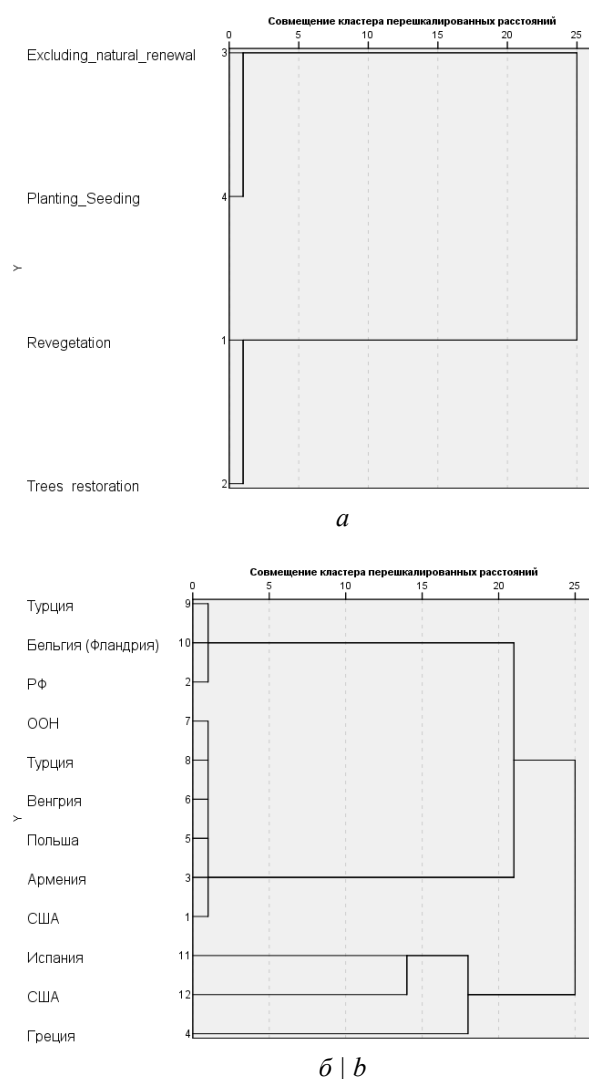 Совмещение кластера перешкалированных расстояний
0 5 10 15 20 25
Excluding_natural_renewal 3
Planting_Seeding 4
Y
Revegetation 1
Trees restoration 2
а
Совмещение кластера перешкалированных расстояний
0 5 10 15 20 25
Турция 9
Бельгия (Фландрия) 10
РФ 2
ООН 7
Турция 8
Венгрия 6
Y
Польша 5
Армения 3
США 1
Испания 11
США 12
Греция 4
б | b